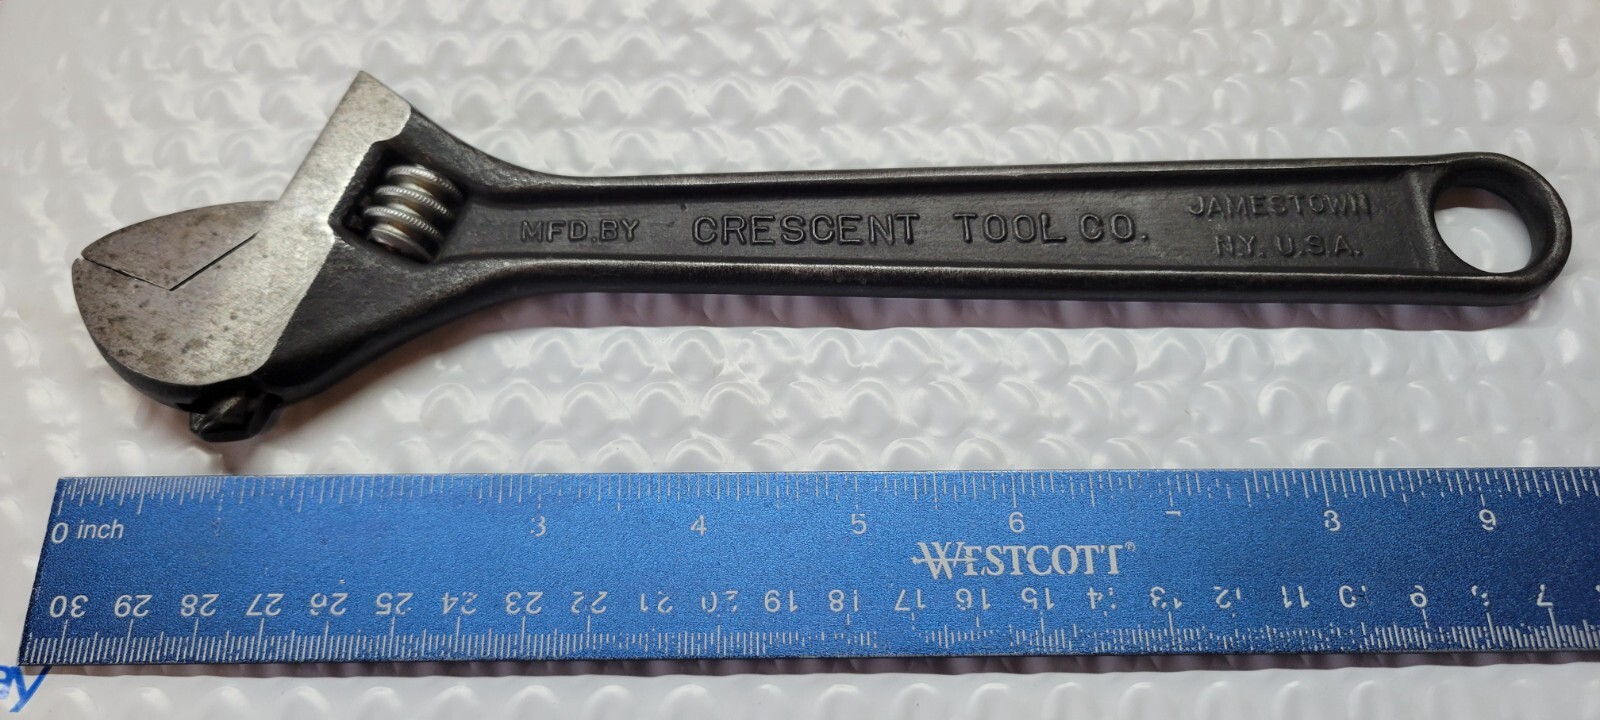 MFD. BY CRESCENT TOOL CO. JAMESTOWN
N.Y. U.S.A.
0 inch 3 4 5 6 7 8 9
WESTCOTT®
30 29 28 27 26 25 24 23 22 21 20 19 18 17 16 15 14 13 12 11 10 9 8 7